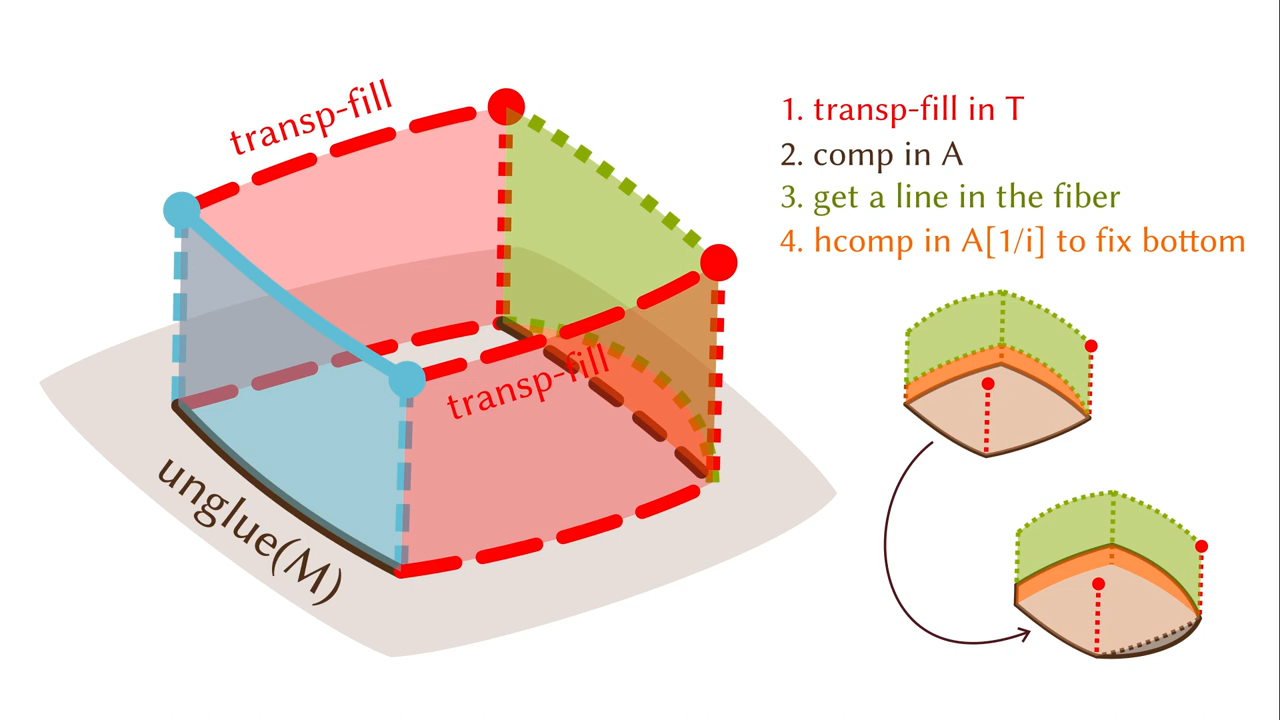 transp-fill
1. transp-fill in T
2. comp in A
3. get a line in the fiber
4. hcomp in A[1/i] to fix bottom
transp-fill
unglue(M)